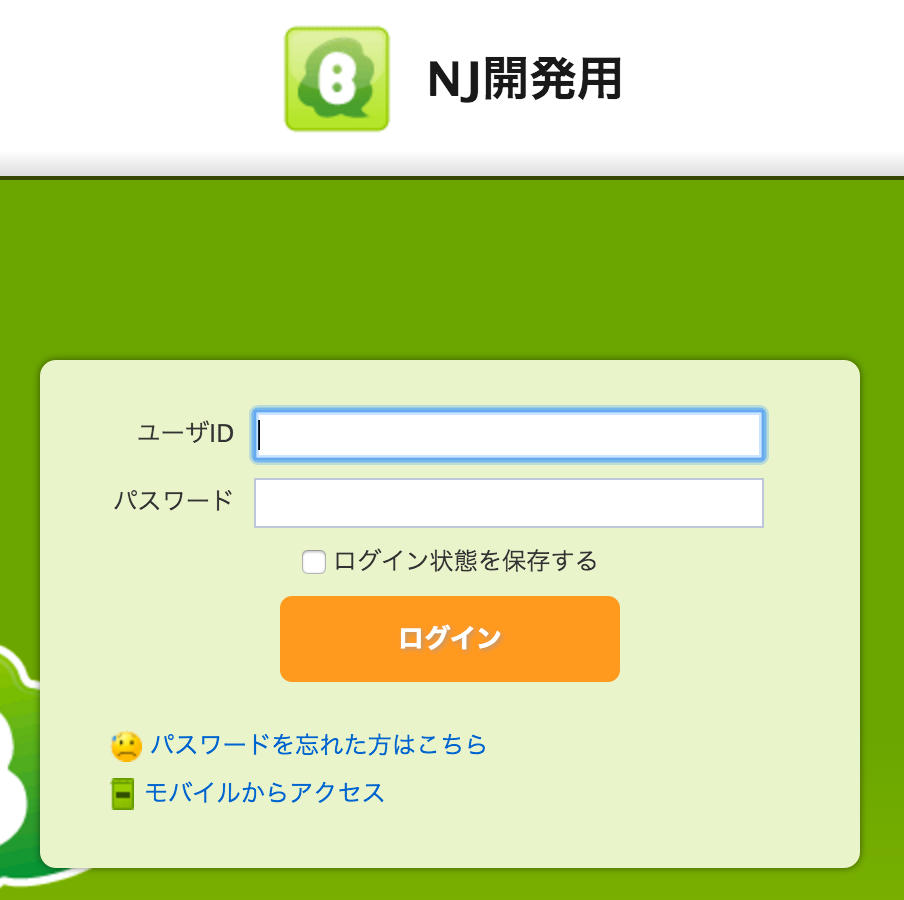 NJ開発用
ユーザID
パスワード
ログイン状態を保存する
ログイン
パスワードを忘れた方はこちら
モバイルからアクセス